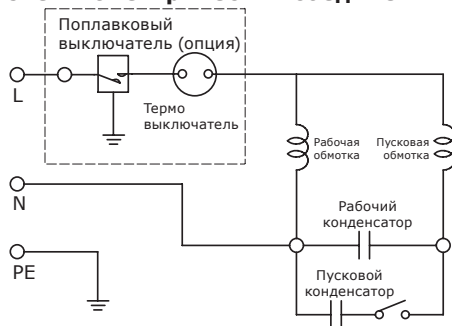 Поплавковый
выключатель (опция)
L
Термо
выключатель
Рабочая
обмотка
Пусковая
обмотка
N
Рабочий
конденсатор
PE
Пусковой
конденсатор